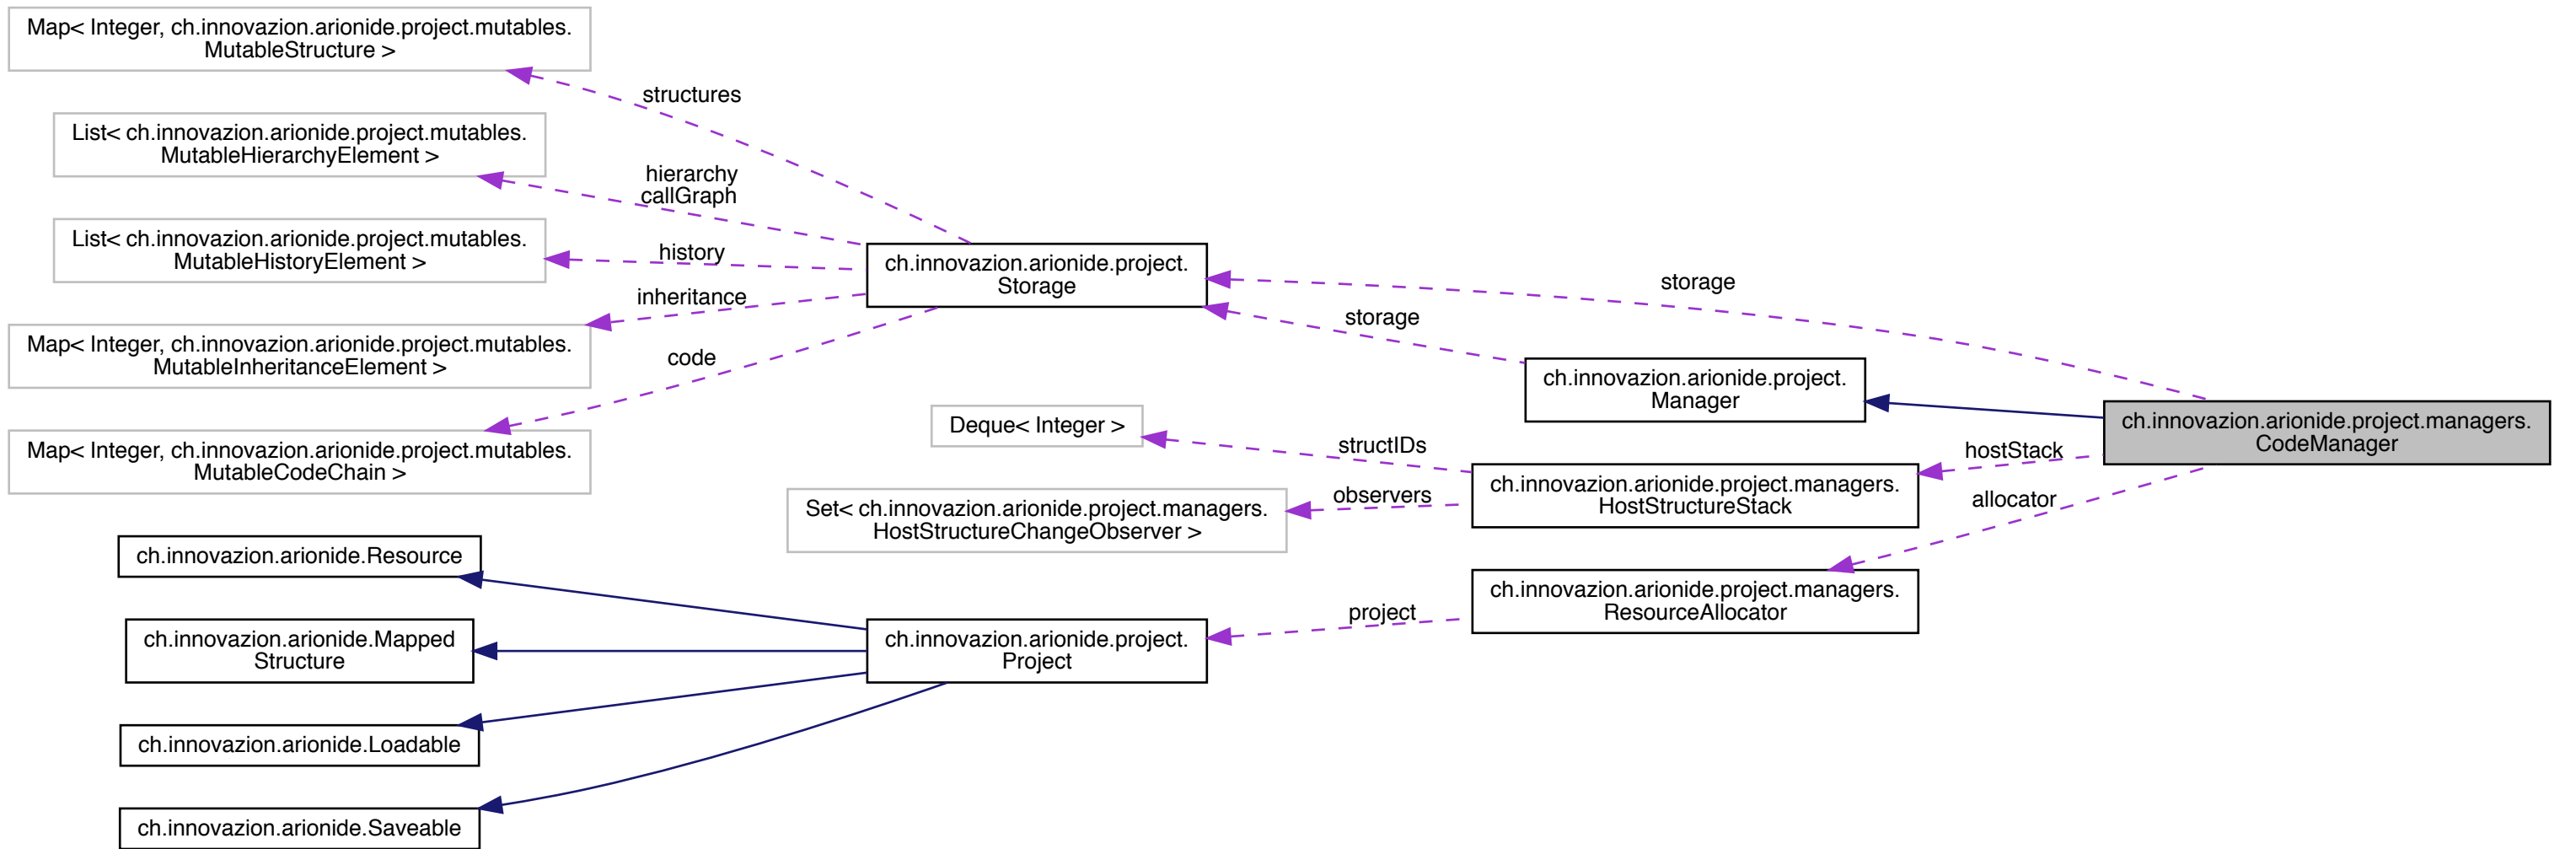 Map< Integer, ch.innovazion.arionide.project.mutables.
MutableStructure >
structures
List< ch.innovazion.arionide.project.mutables.
MutableHierarchyElement >
hierarchy
callGraph
List< ch.innovazion.arionide.project.mutables.
MutableHistoryElement >
history
Map< Integer, ch.innovazion.arionide.project.mutables.
MutableInheritanceElement >
inheritance
Map< Integer, ch.innovazion.arionide.project.mutables.
MutableCodeChain >
code
ch.innovazion.arionide.project.
Storage
storage
storage
ch.innovazion.arionide.project.
Manager
ch.innovazion.arionide.project.managers.
CodeManager
Deque< Integer >
structIDs
Set< ch.innovazion.arionide.project.managers.
HostStructureChangeObserver >
observers
ch.innovazion.arionide.project.managers.
HostStructureStack
hostStack
allocator
ch.innovazion.arionide.project.managers.
ResourceAllocator
project
ch.innovazion.arionide.project.
Project
ch.innovazion.arionide.Resource
ch.innovazion.arionide.Mapped
Structure
ch.innovazion.arionide.Loadable
ch.innovazion.arionide.Saveable